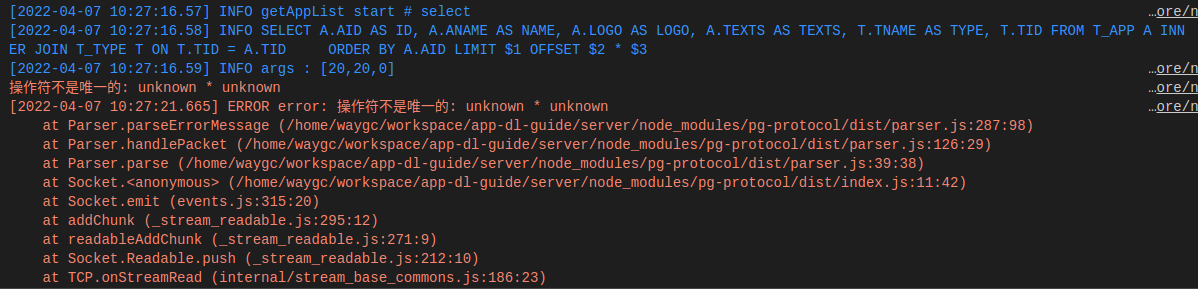 [2022-04-07 10:27:16.57] INFO getAppList start # select …ore/n
[2022-04-07 10:27:16.58] INFO SELECT A.AID AS ID, A.ANAME AS NAME, A.LOGO AS LOGO, A.TEXTS AS TEXTS, T.TNAME AS TYPE, T.TID FROM T_APP A INN …ore/n
ER JOIN T_TYPE T ON T.TID = A.TID     ORDER BY A.AID LIMIT $1 OFFSET $2 * $3
[2022-04-07 10:27:16.59] INFO args : [20,20,0] …ore/n
操作符不是唯一的: unknown * unknown …ore/n
[2022-04-07 10:27:21.665] ERROR error: 操作符不是唯一的: unknown * unknown …ore/n
    at Parser.parseErrorMessage (/home/waygc/workspace/app-dl-guide/server/node_modules/pg-protocol/dist/parser.js:287:98)
    at Parser.handlePacket (/home/waygc/workspace/app-dl-guide/server/node_modules/pg-protocol/dist/parser.js:126:29)
    at Parser.parse (/home/waygc/workspace/app-dl-guide/server/node_modules/pg-protocol/dist/parser.js:39:38)
    at Socket.<anonymous> (/home/waygc/workspace/app-dl-guide/server/node_modules/pg-protocol/dist/index.js:11:42)
    at Socket.emit (events.js:315:20)
    at addChunk (_stream_readable.js:295:12)
    at readableAddChunk (_stream_readable.js:271:9)
    at Socket.Readable.push (_stream_readable.js:212:10)
    at TCP.onStreamRead (internal/stream_base_commons.js:186:23)